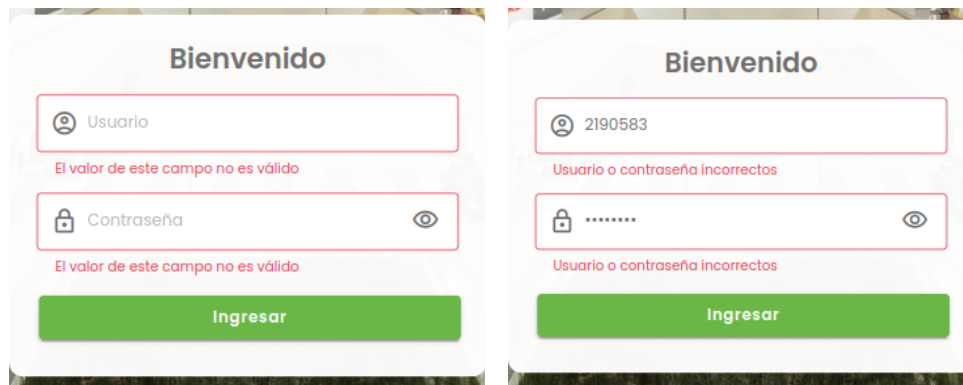 Bienvenido
Usuario
El valor de este campo no es válido
Contraseña
El valor de este campo no es válido
Ingresar
Bienvenido
2190583
Usuario o contraseña incorrectos
••••••••
Usuario o contraseña incorrectos
Ingresar